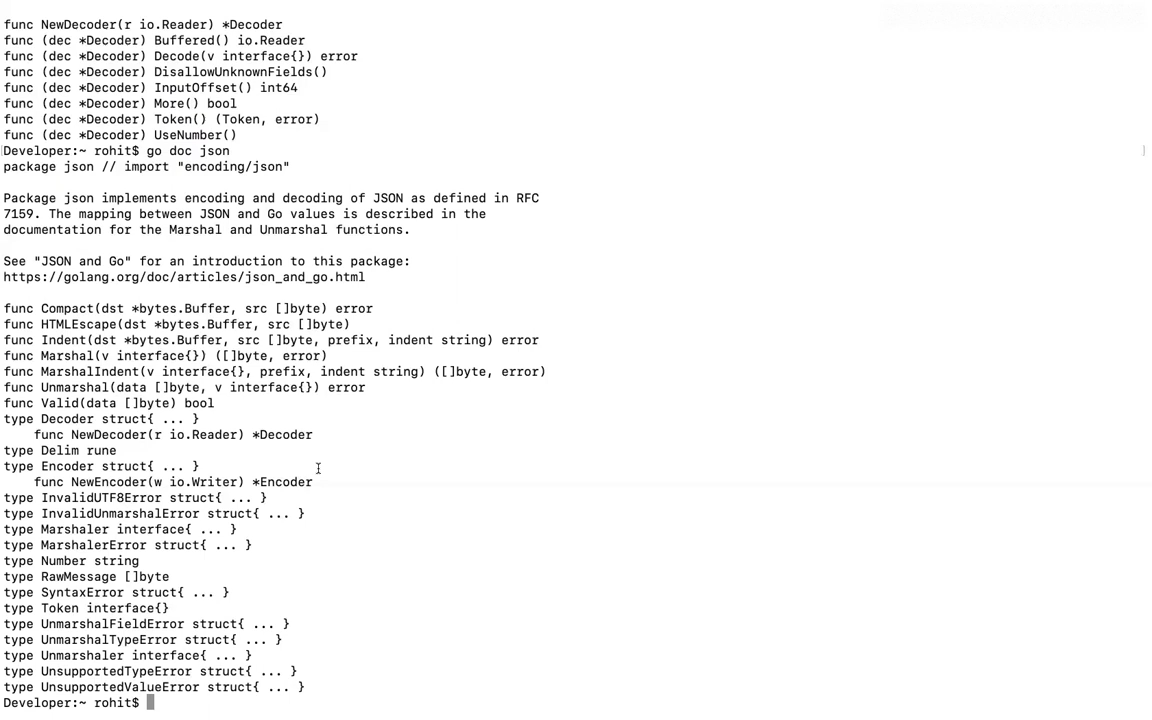 func NewDecoder(r io.Reader) *Decoder
func (dec *Decoder) Buffered() io.Reader
func (dec *Decoder) Decode(v interface{}) error
func (dec *Decoder) DisallowUnknownFields()
func (dec *Decoder) InputOffset() int64
func (dec *Decoder) More() bool
func (dec *Decoder) Token() (Token, error)
func (dec *Decoder) UseNumber()
Developer:~ rohit$ go doc json
package json // import "encoding/json"

Package json implements encoding and decoding of JSON as defined in RFC
7159. The mapping between JSON and Go values is described in the
documentation for the Marshal and Unmarshal functions.

See "JSON and Go" for an introduction to this package:
https://golang.org/doc/articles/json_and_go.html

func Compact(dst *bytes.Buffer, src []byte) error
func HTMLEscape(dst *bytes.Buffer, src []byte)
func Indent(dst *bytes.Buffer, src []byte, prefix, indent string) error
func Marshal(v interface{}) ([]byte, error)
func MarshalIndent(v interface{}, prefix, indent string) ([]byte, error)
func Unmarshal(data []byte, v interface{}) error
func Valid(data []byte) bool
type Decoder struct{ ... }
    func NewDecoder(r io.Reader) *Decoder
type Delim rune
type Encoder struct{ ... }
    func NewEncoder(w io.Writer) *Encoder
type InvalidUTF8Error struct{ ... }
type InvalidUnmarshalError struct{ ... }
type Marshaler interface{ ... }
type MarshalerError struct{ ... }
type Number string
type RawMessage []byte
type SyntaxError struct{ ... }
type Token interface{}
type UnmarshalFieldError struct{ ... }
type UnmarshalTypeError struct{ ... }
type Unmarshaler interface{ ... }
type UnsupportedTypeError struct{ ... }
type UnsupportedValueError struct{ ... }
Developer:~ rohit$